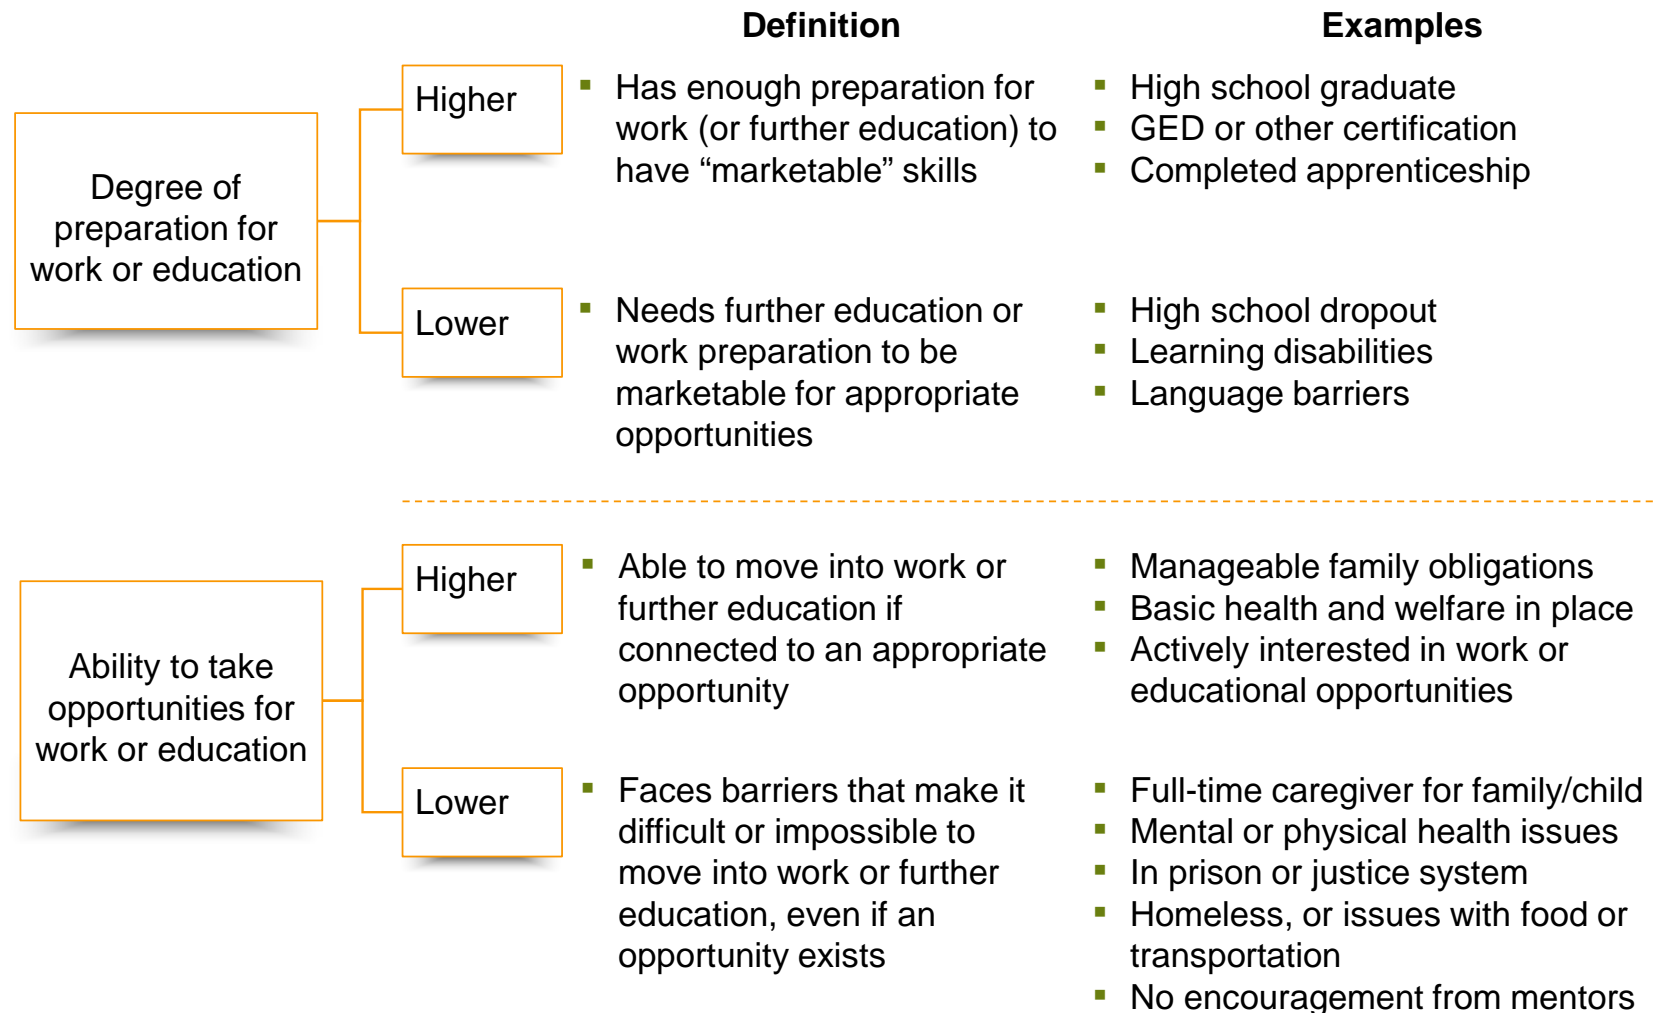 Definition
Examples
Degree of
preparation for
work or education
Higher
▪ Has enough preparation for
work (or further education) to
have “marketable” skills
▪ High school graduate
▪ GED or other certification
▪ Completed apprenticeship
Lower
▪ Needs further education or
work preparation to be
marketable for appropriate
opportunities
▪ High school dropout
▪ Learning disabilities
▪ Language barriers
Ability to take
opportunities for
work or education
Higher
▪ Able to move into work or
further education if
connected to an appropriate
opportunity
▪ Manageable family obligations
▪ Basic health and welfare in place
▪ Actively interested in work or
educational opportunities
Lower
▪ Faces barriers that make it
difficult or impossible to
move into work or further
education, even if an
opportunity exists
▪ Full-time caregiver for family/child
▪ Mental or physical health issues
▪ In prison or justice system
▪ Homeless, or issues with food or
transportation
▪ No encouragement from mentors